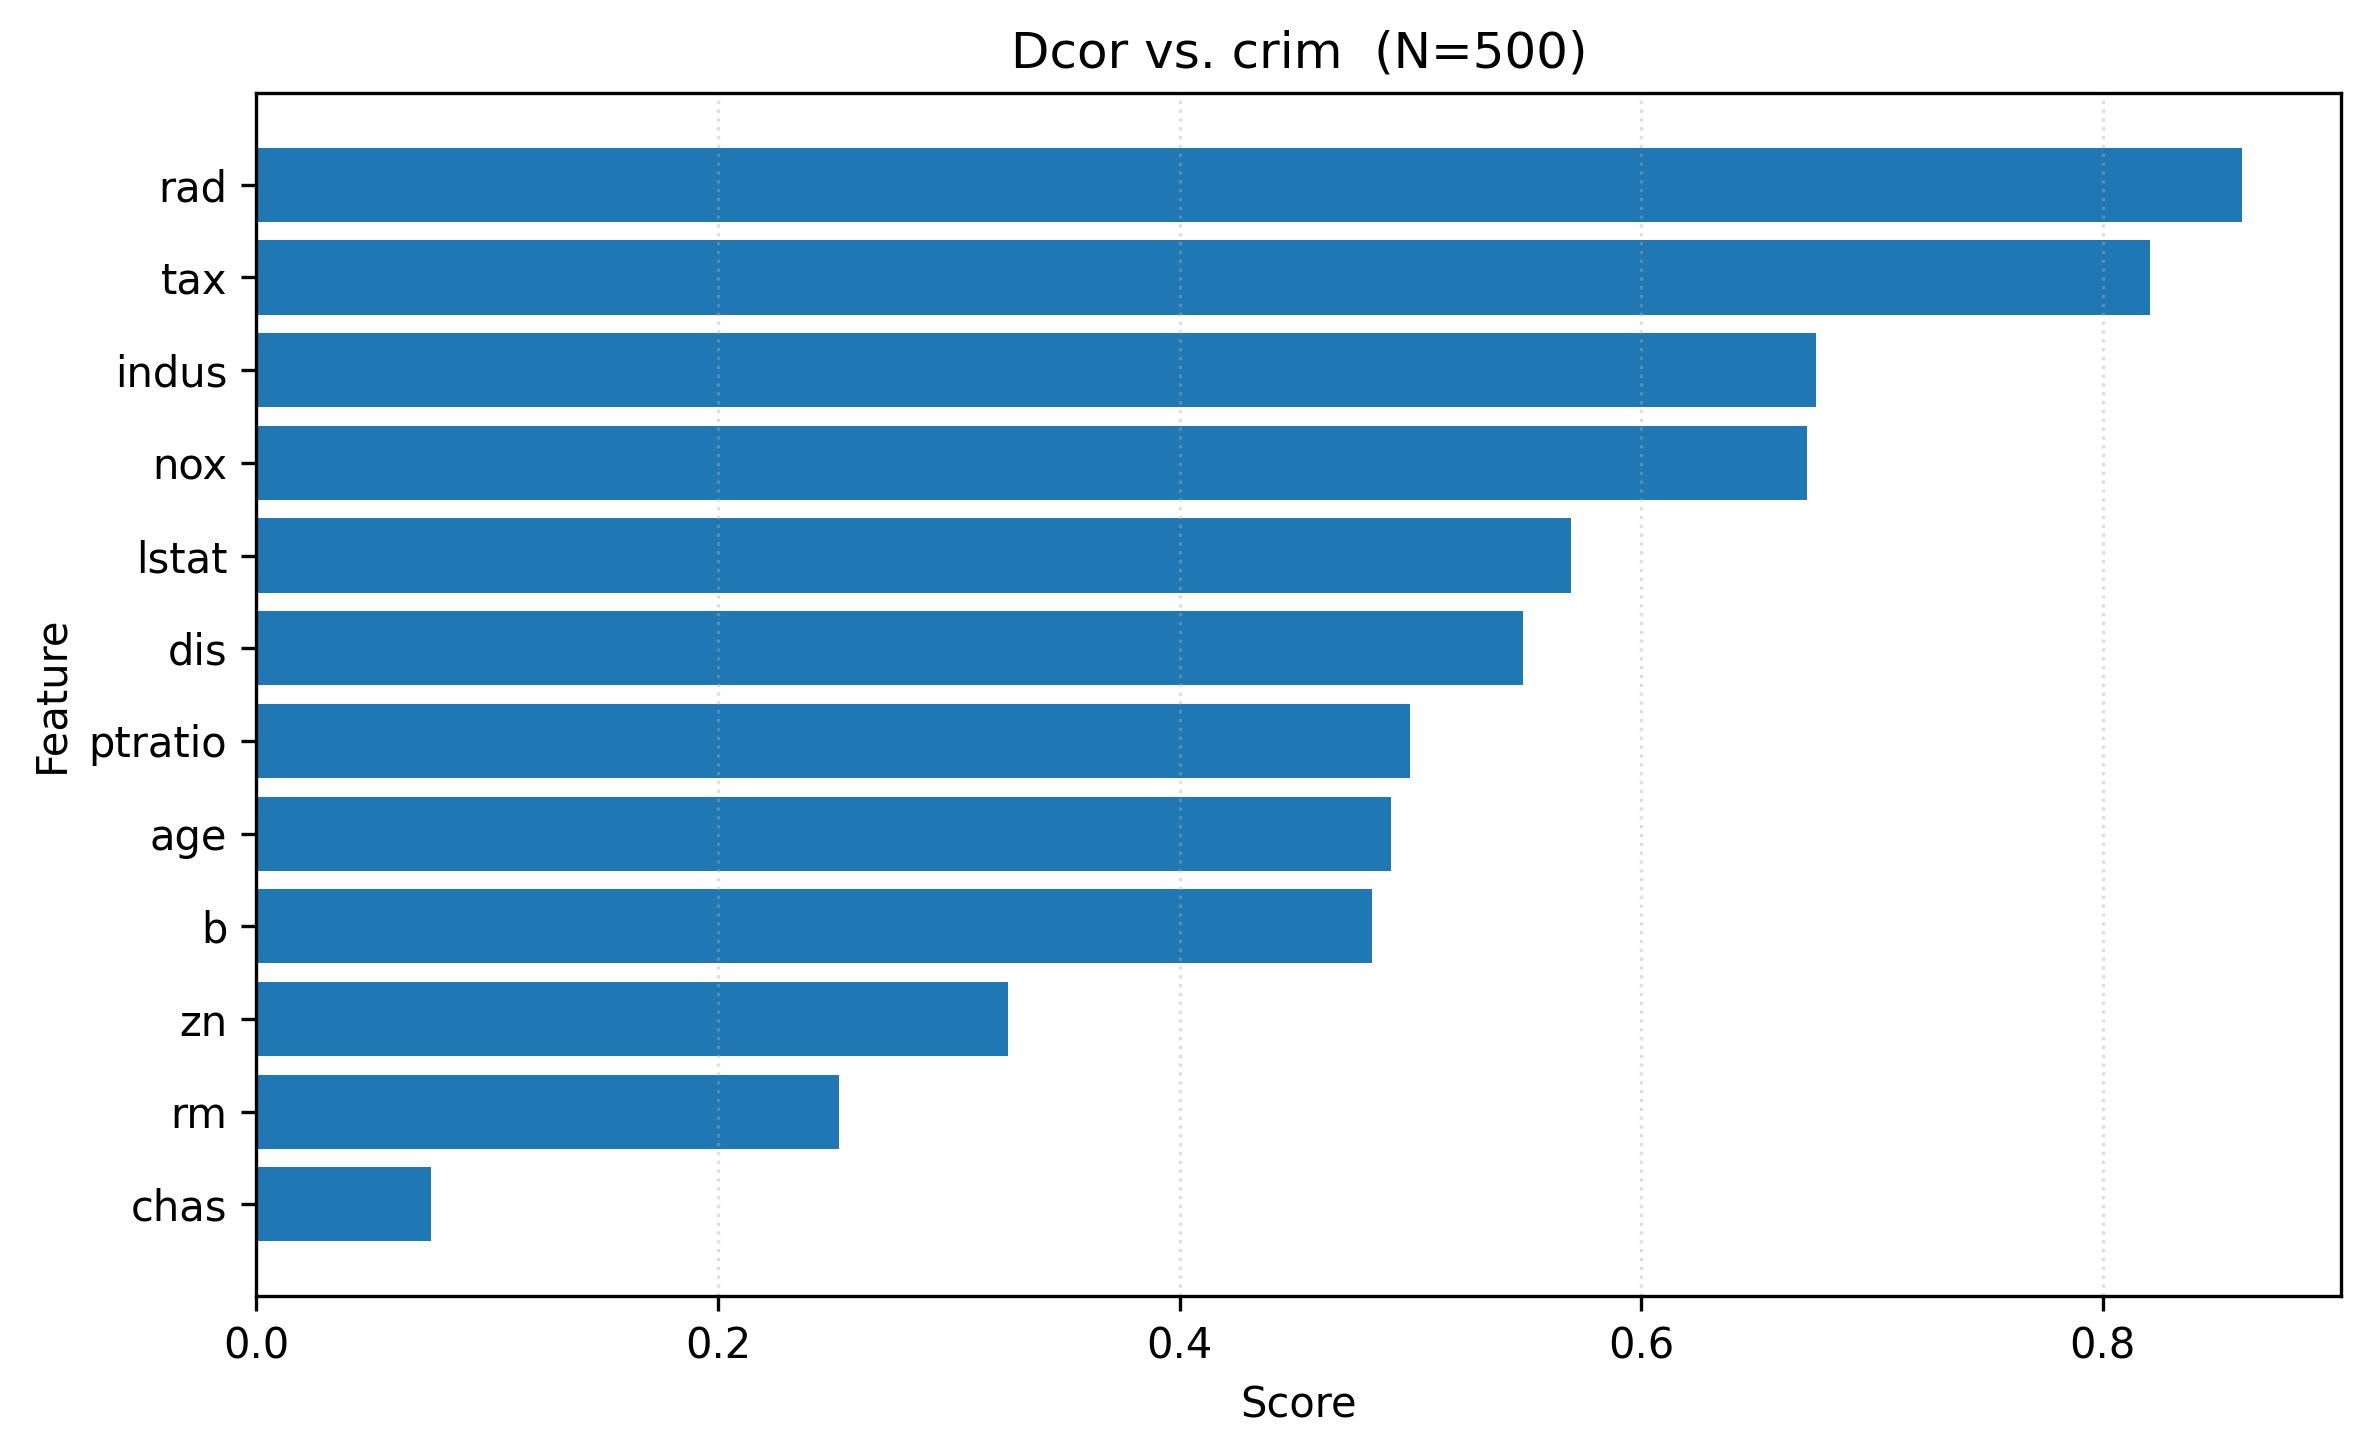 Dcor vs. crim  (N=500)
Feature
rad
tax
indus
nox
lstat
dis
ptratio
age
b
zn
rm
chas
0.0 0.2 0.4 0.6 0.8
Score